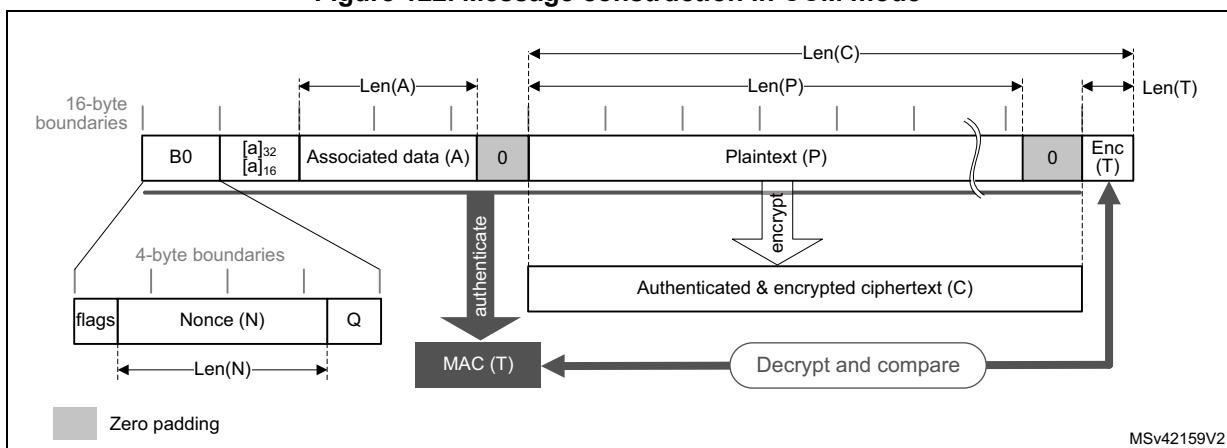 Figure 122. Message construction in CCM mode
Len(C)
Len(A)
Len(P)
Len(T)
16-byte
boundaries
B0
[a]32
[a]16
Associated data (A)
0
Plaintext (P)
0
Enc
(T)
authenticate
encrypt
4-byte boundaries
Authenticated & encrypted ciphertext (C)
flags
Nonce (N)
Q
Len(N)
MAC (T)
Decrypt and compare
Zero padding
MSv42159V2